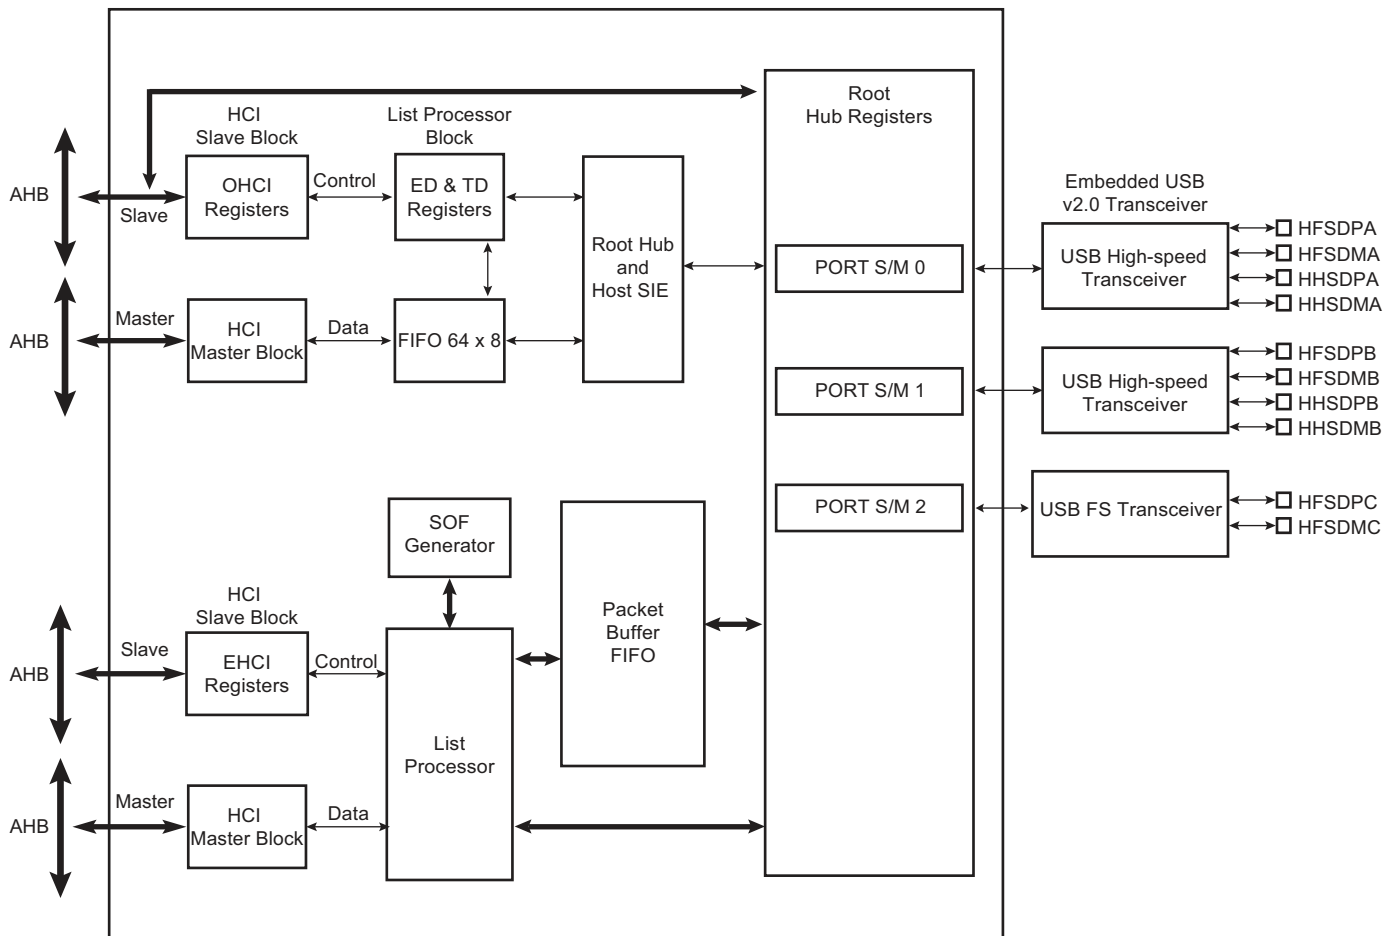 Root
Hub Registers
HCI
Slave Block
List Processor
Block
AHB
Slave
OHCI
Registers
Control
ED & TD
Registers
Root Hub
and
Host SIE
Embedded USB
v2.0 Transceiver
PORT S/M 0
USB High-speed
Transceiver
HFSDPA
HFSDMA
HHSDPA
HHSDMA
AHB
Master
HCI
Master Block
Data
FIFO 64 x 8
PORT S/M 1
USB High-speed
Transceiver
HFSDPB
HFSDMB
HHSDPB
HHSDMB
PORT S/M 2
USB FS Transceiver
HFSDPC
HFSDMC
SOF
Generator
HCI
Slave Block
AHB
Slave
EHCI
Registers
Control
Packet
Buffer
FIFO
List
Processor
AHB
Master
HCI
Master Block
Data